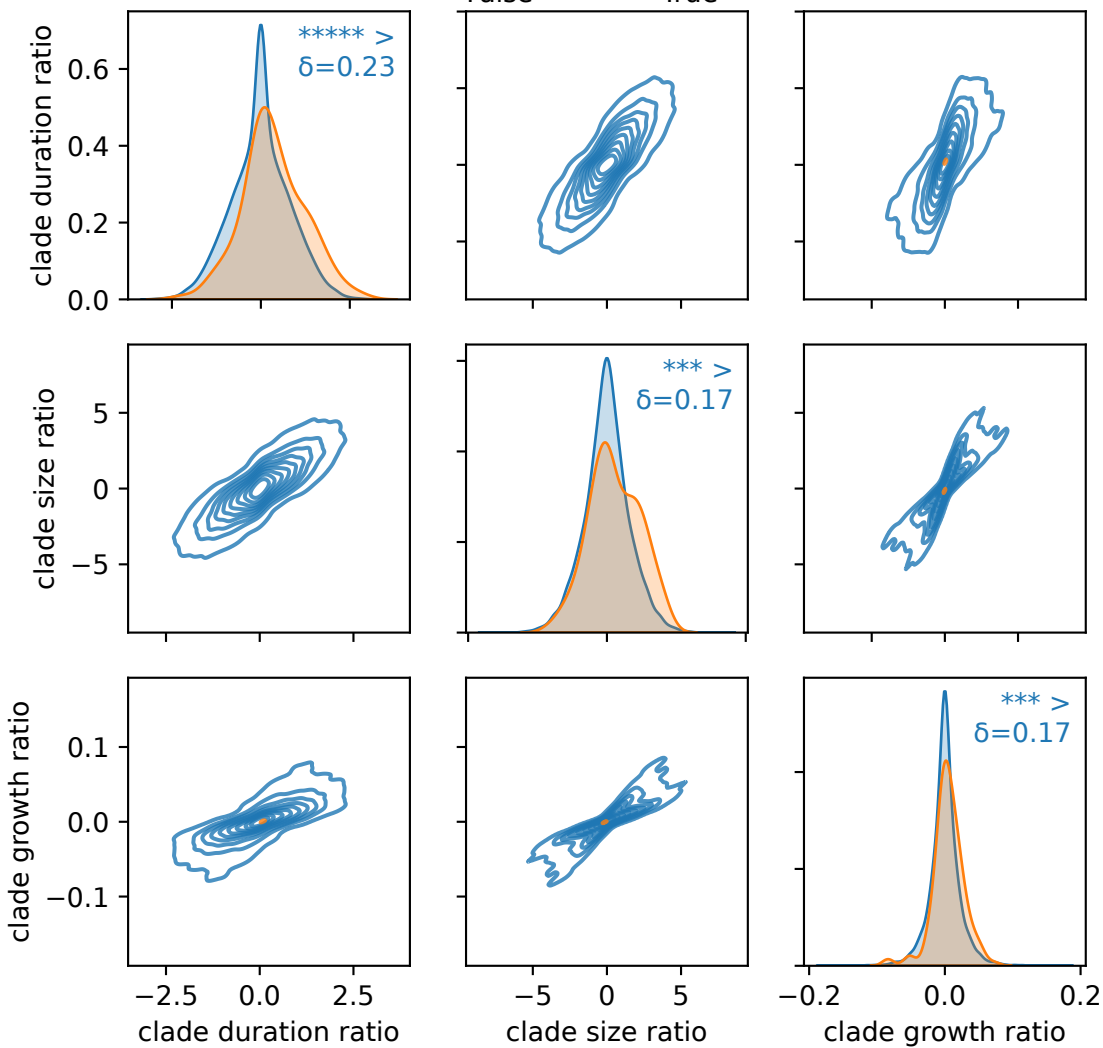 True
clade duration ratio
0.6
0.4
0.2
0.0
***** >
δ=0.23
clade size ratio
5
0
−5
*** >
δ=0.17
clade growth ratio
0.1
0.0
−0.1
*** >
δ=0.17
−2.5 0.0 2.5
−5 0 5
−0.2 0.0 0.2
clade duration ratio
clade size ratio
clade growth ratio